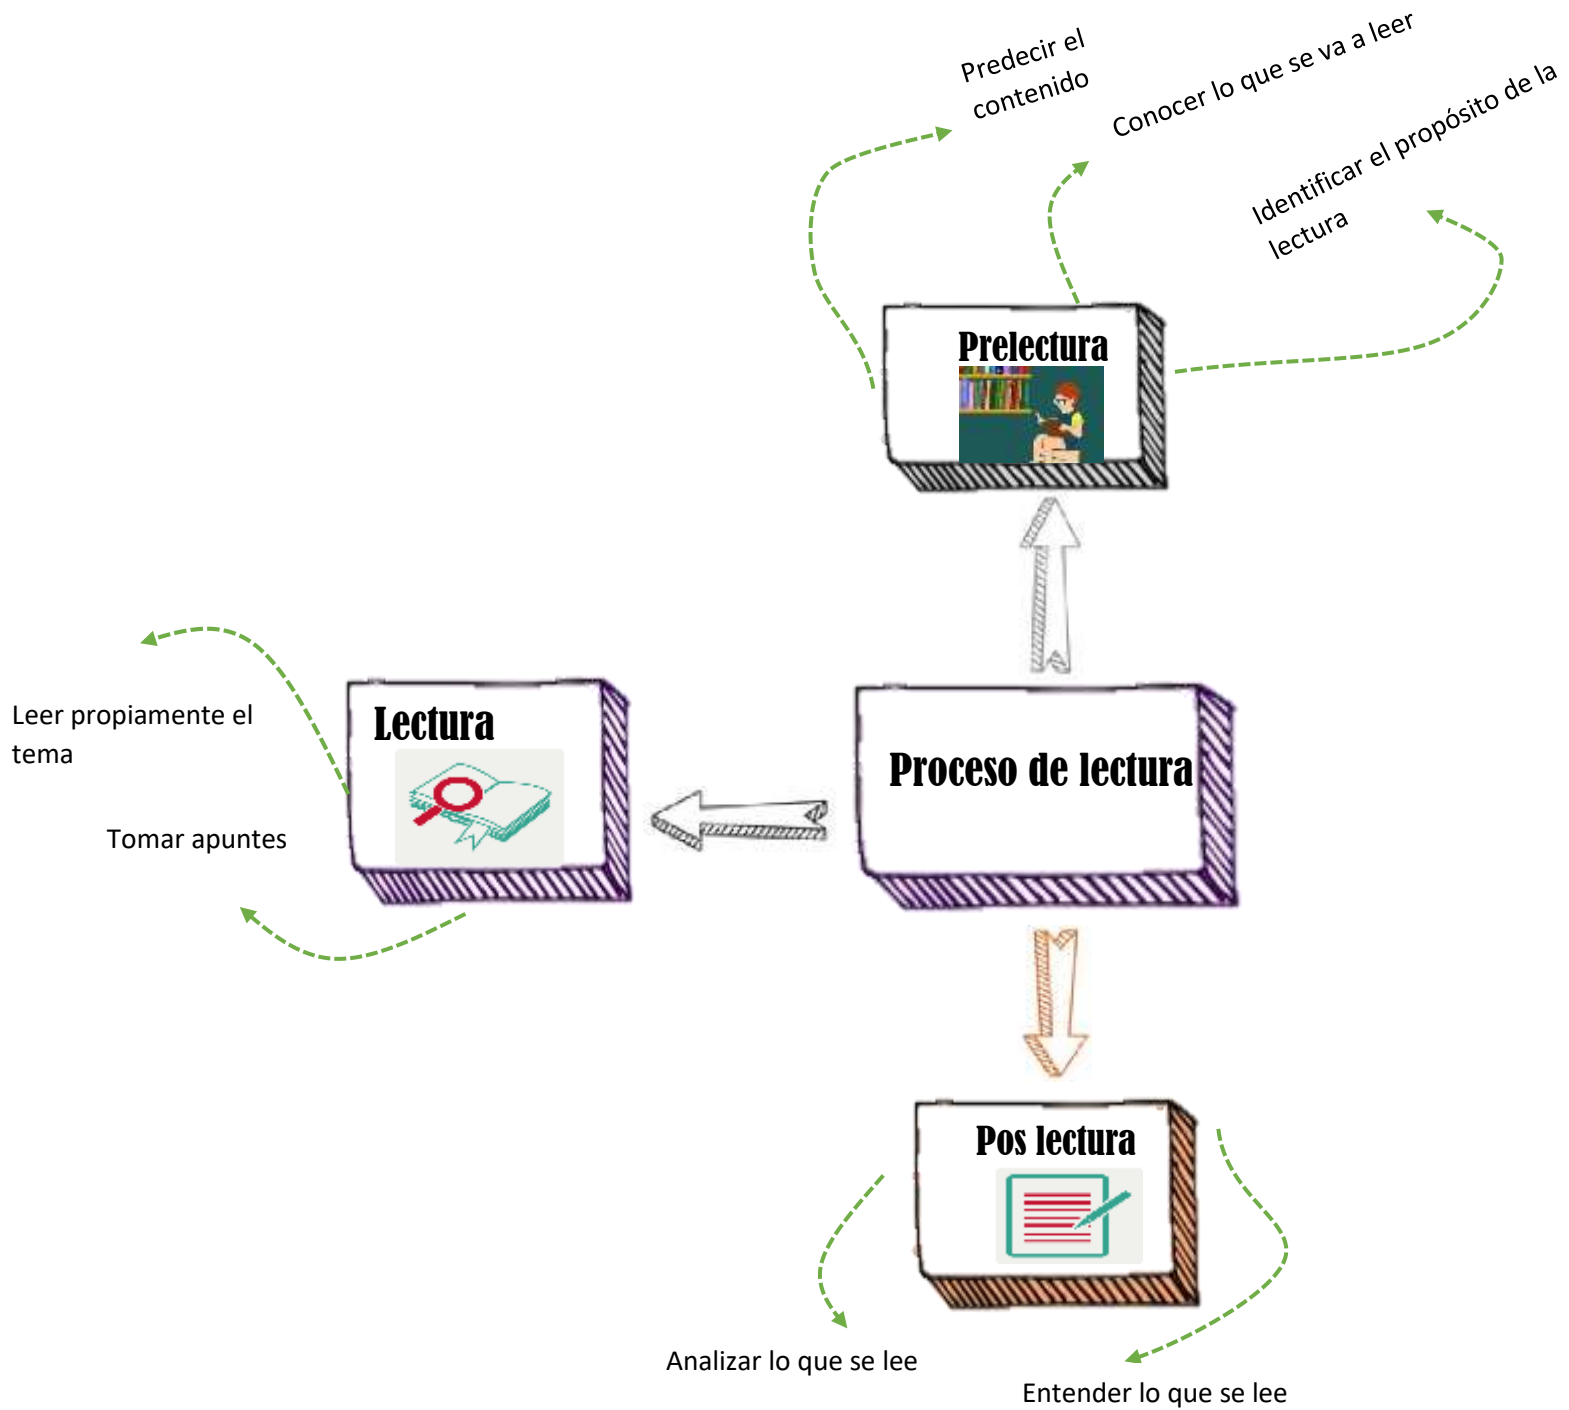 Predecir el
contenido
Conocer lo que se va a leer
Identificar el propósito de la
lectura
Prelectura
Leer propiamente el
tema
Lectura
Proceso de lectura
Tomar apuntes
Pos lectura
Analizar lo que se lee
Entender lo que se lee